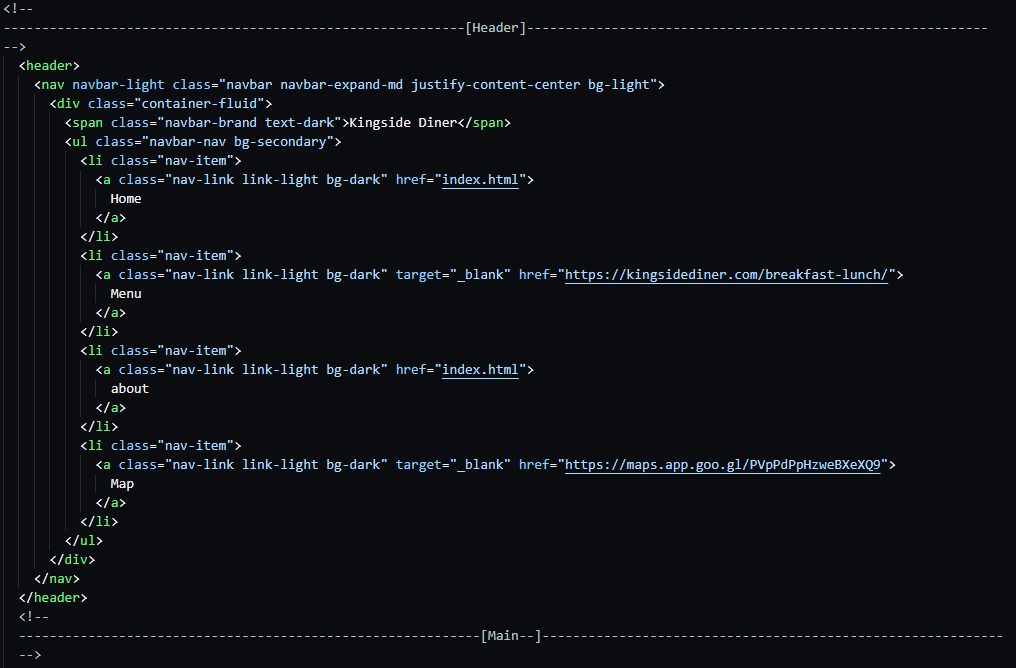 <!--
------------------------------------------------------------[Header]------------------------------------------------------------
-->
<header>
<nav navbar-light class="navbar navbar-expand-md justify-content-center bg-light">
<div class="container-fluid">
<span class="navbar-brand text-dark">Kingside Diner</span>
<ul class="navbar-nav bg-secondary">
<li class="nav-item">
<a class="nav-link link-light bg-dark" href="index.html">
Home
</a>
</li>
<li class="nav-item">
<a class="nav-link link-light bg-dark" target="_blank" href="https://kingsidediner.com/breakfast-lunch/">
Menu
</a>
</li>
<li class="nav-item">
<a class="nav-link link-light bg-dark" href="index.html">
about
</a>
</li>
<li class="nav-item">
<a class="nav-link link-light bg-dark" target="_blank" href="https://maps.app.goo.gl/PVpPdPpHzweBXeXQ9">
Map
</a>
</li>
</ul>
</div>
</nav>
</header>
<!--
------------------------------------------------------------[Main--]------------------------------------------------------------
-->